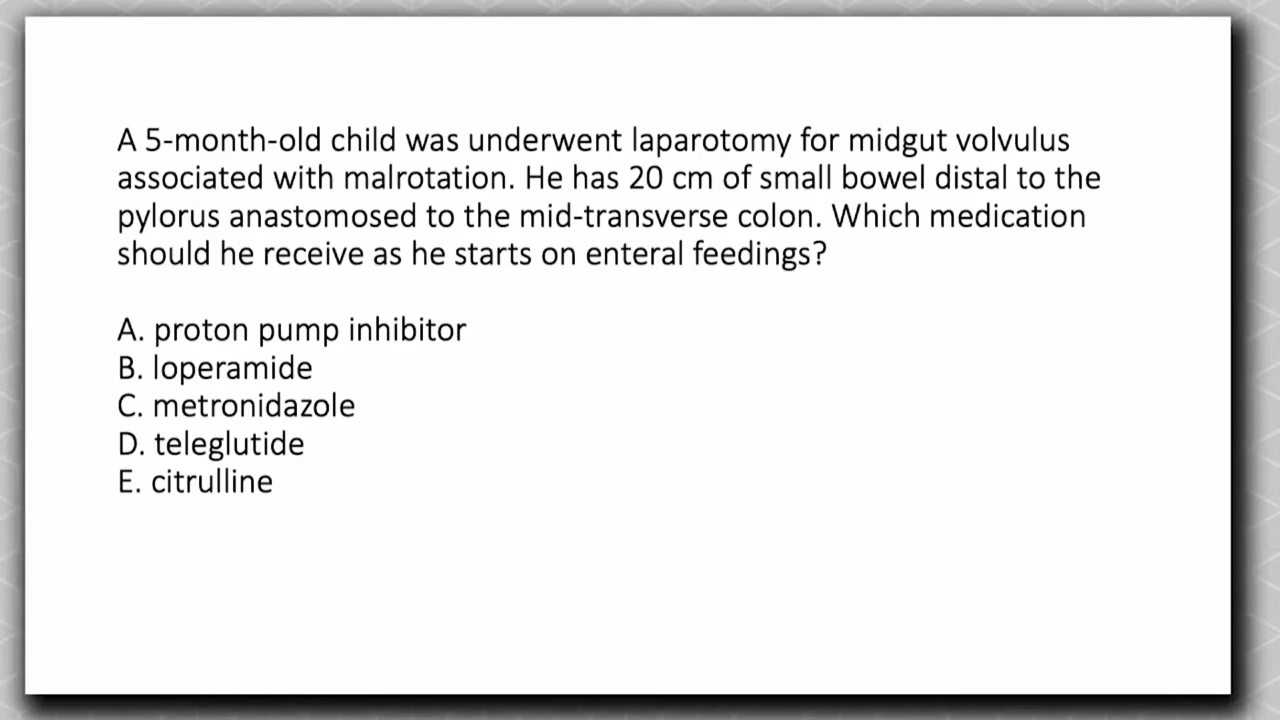 A 5-month-old child was underwent laparotomy for midgut volvulus
associated with malrotation. He has 20 cm of small bowel distal to the
pylorus anastomosed to the mid-transverse colon. Which medication
should he receive as he starts on enteral feedings?
A. proton pump inhibitor
B. loperamide
C. metronidazole
D. teleglutide
E. citrulline